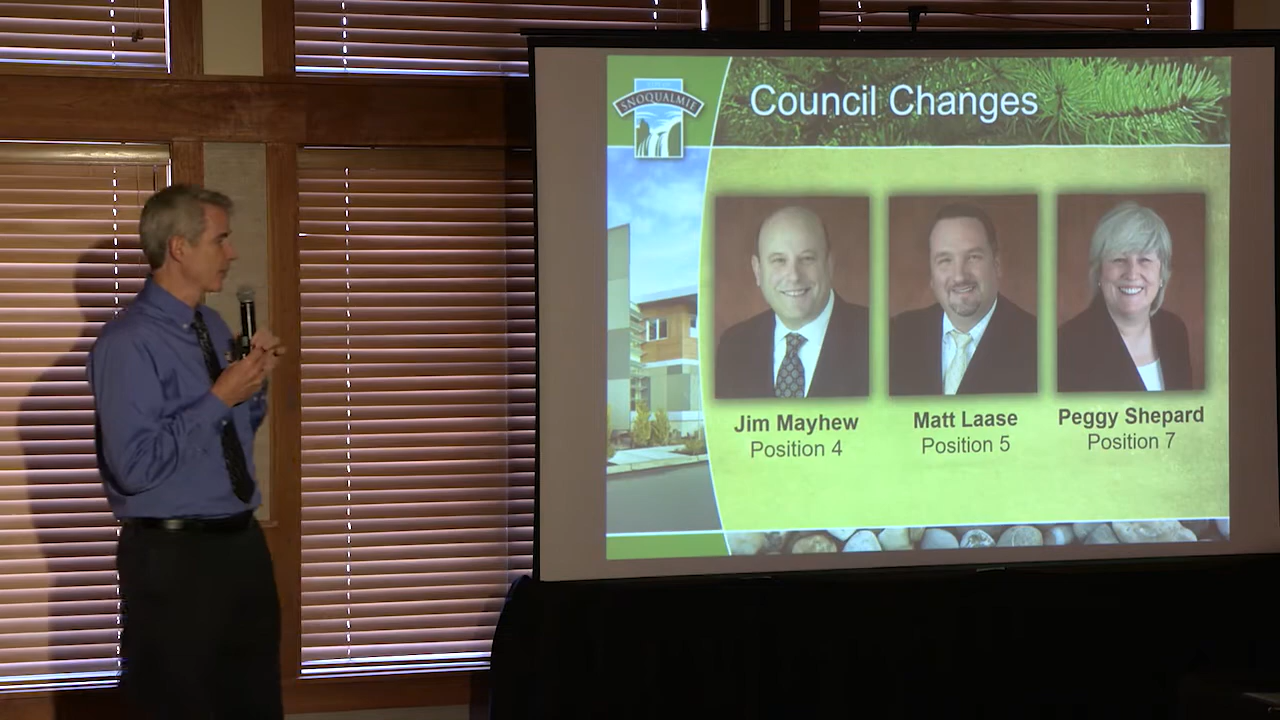 SNOQUALMIE
Council Changes
Jim Mayhew
Position 4
Matt Laase
Position 5
Peggy Shepard
Position 7